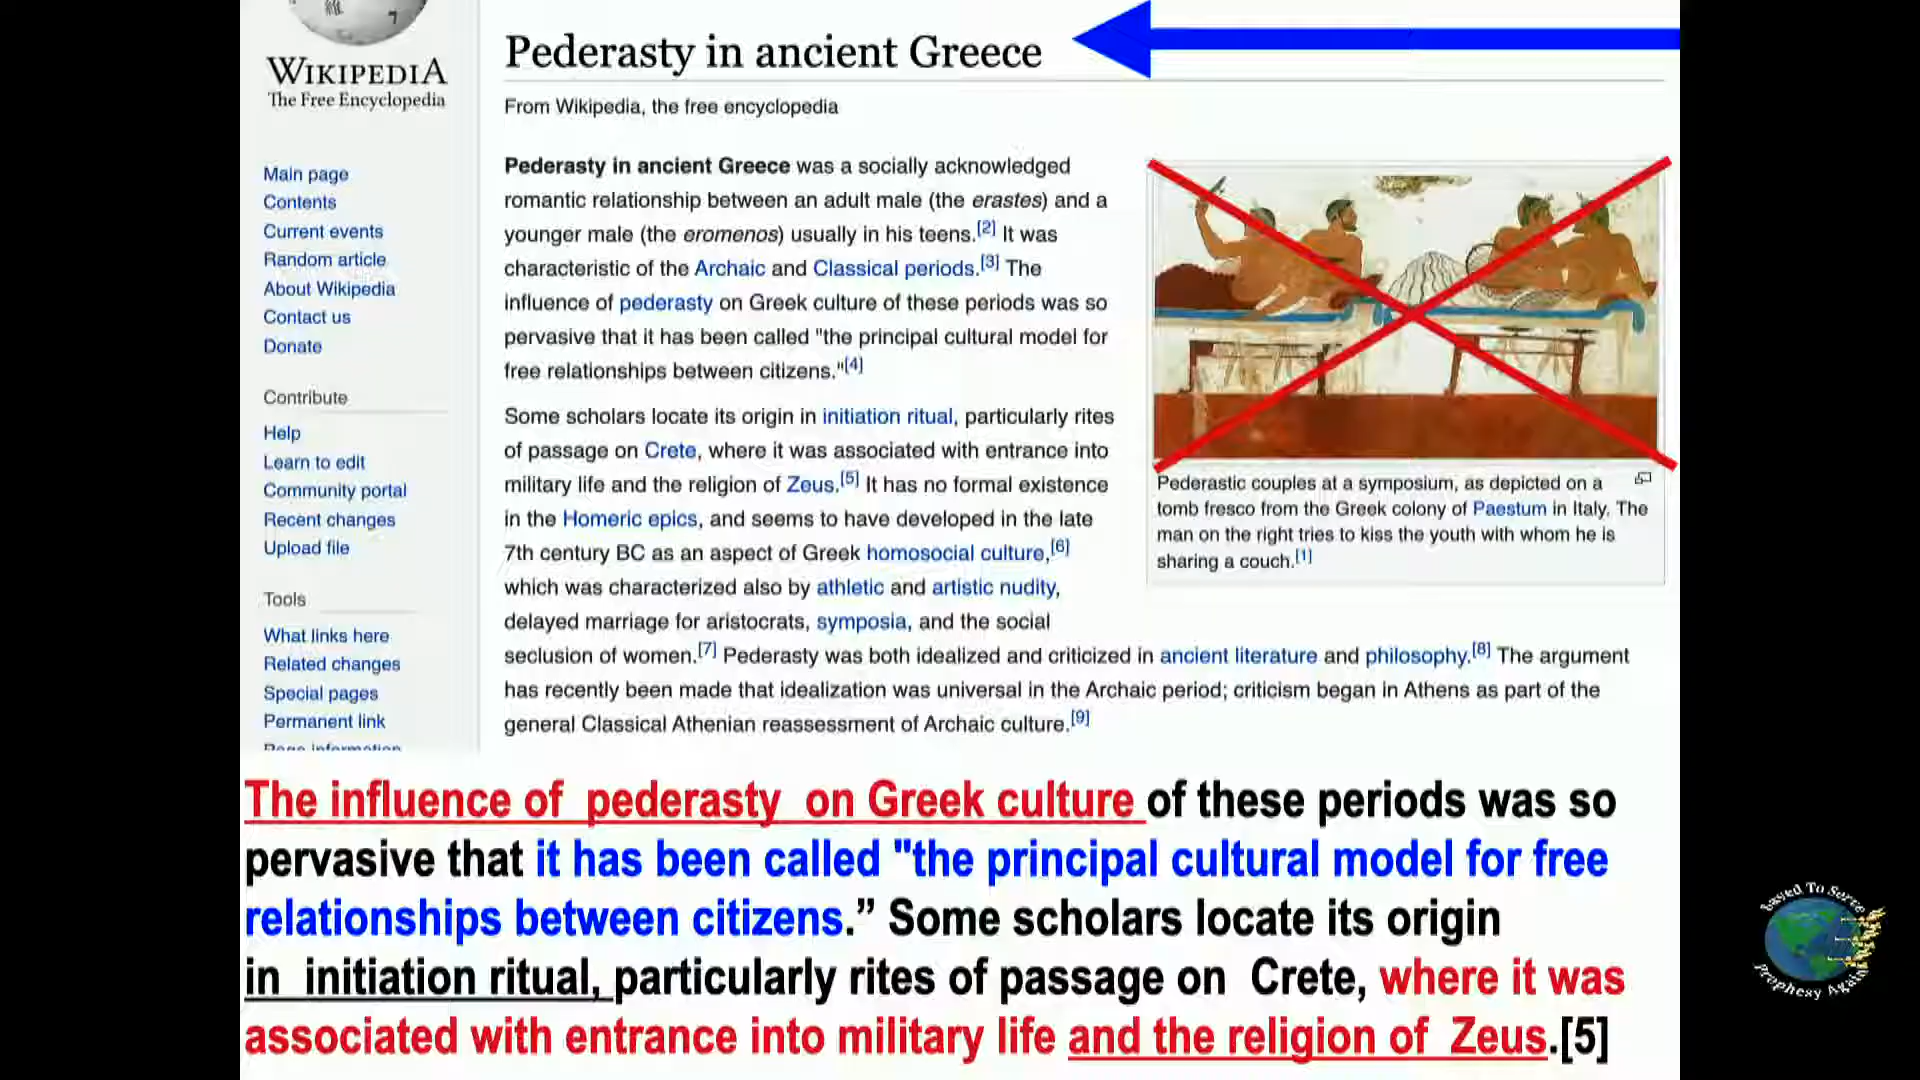 WIKIPEDIA
The Free Encyclopedia
Main page
Contents
Current events
Random article
About Wikipedia
Contact us
Donate
Contribute
Help
Learn to edit
Community portal
Recent changes
Upload file
Tools
What links here
Related changes
Special pages
Permanent link
Page information
Pederasty in ancient Greece
From Wikipedia, the free encyclopedia
Pederasty in ancient Greece was a socially acknowledged
romantic relationship between an adult male (the erastes) and a
younger male (the eromenos) usually in his teens.[2] It was
characteristic of the Archaic and Classical periods.[3] The
influence of pederasty on Greek culture of these periods was so
pervasive that it has been called "the principal cultural model for
free relationships between citizens."[4]
Some scholars locate its origin in initiation ritual, particularly rites
of passage on Crete, where it was associated with entrance into
military life and the religion of Zeus.[5] It has no formal existence
in the Homeric epics, and seems to have developed in the late
7th century BC as an aspect of Greek homosocial culture,[6]
which was characterized also by athletic and artistic nudity,
delayed marriage for aristocrats, symposia, and the social
seclusion of women.[7] Pederasty was both idealized and criticized in ancient literature and philosophy.[8] The argument
has recently been made that idealization was universal in the Archaic period; criticism began in Athens as part of the
general Classical Athenian reassessment of Archaic culture.[9]
Pederastic couples at a symposium, as depicted on a
tomb fresco from the Greek colony of Paestum in Italy. The
man on the right tries to kiss the youth with whom he is
sharing a couch.[1]
The influence of pederasty on Greek culture of these periods was so
pervasive that it has been called "the principal cultural model for free
relationships between citizens.” Some scholars locate its origin
in initiation ritual, particularly rites of passage on Crete, where it was
associated with entrance into military life and the religion of Zeus.[5]
To Serve
Prophesy Again